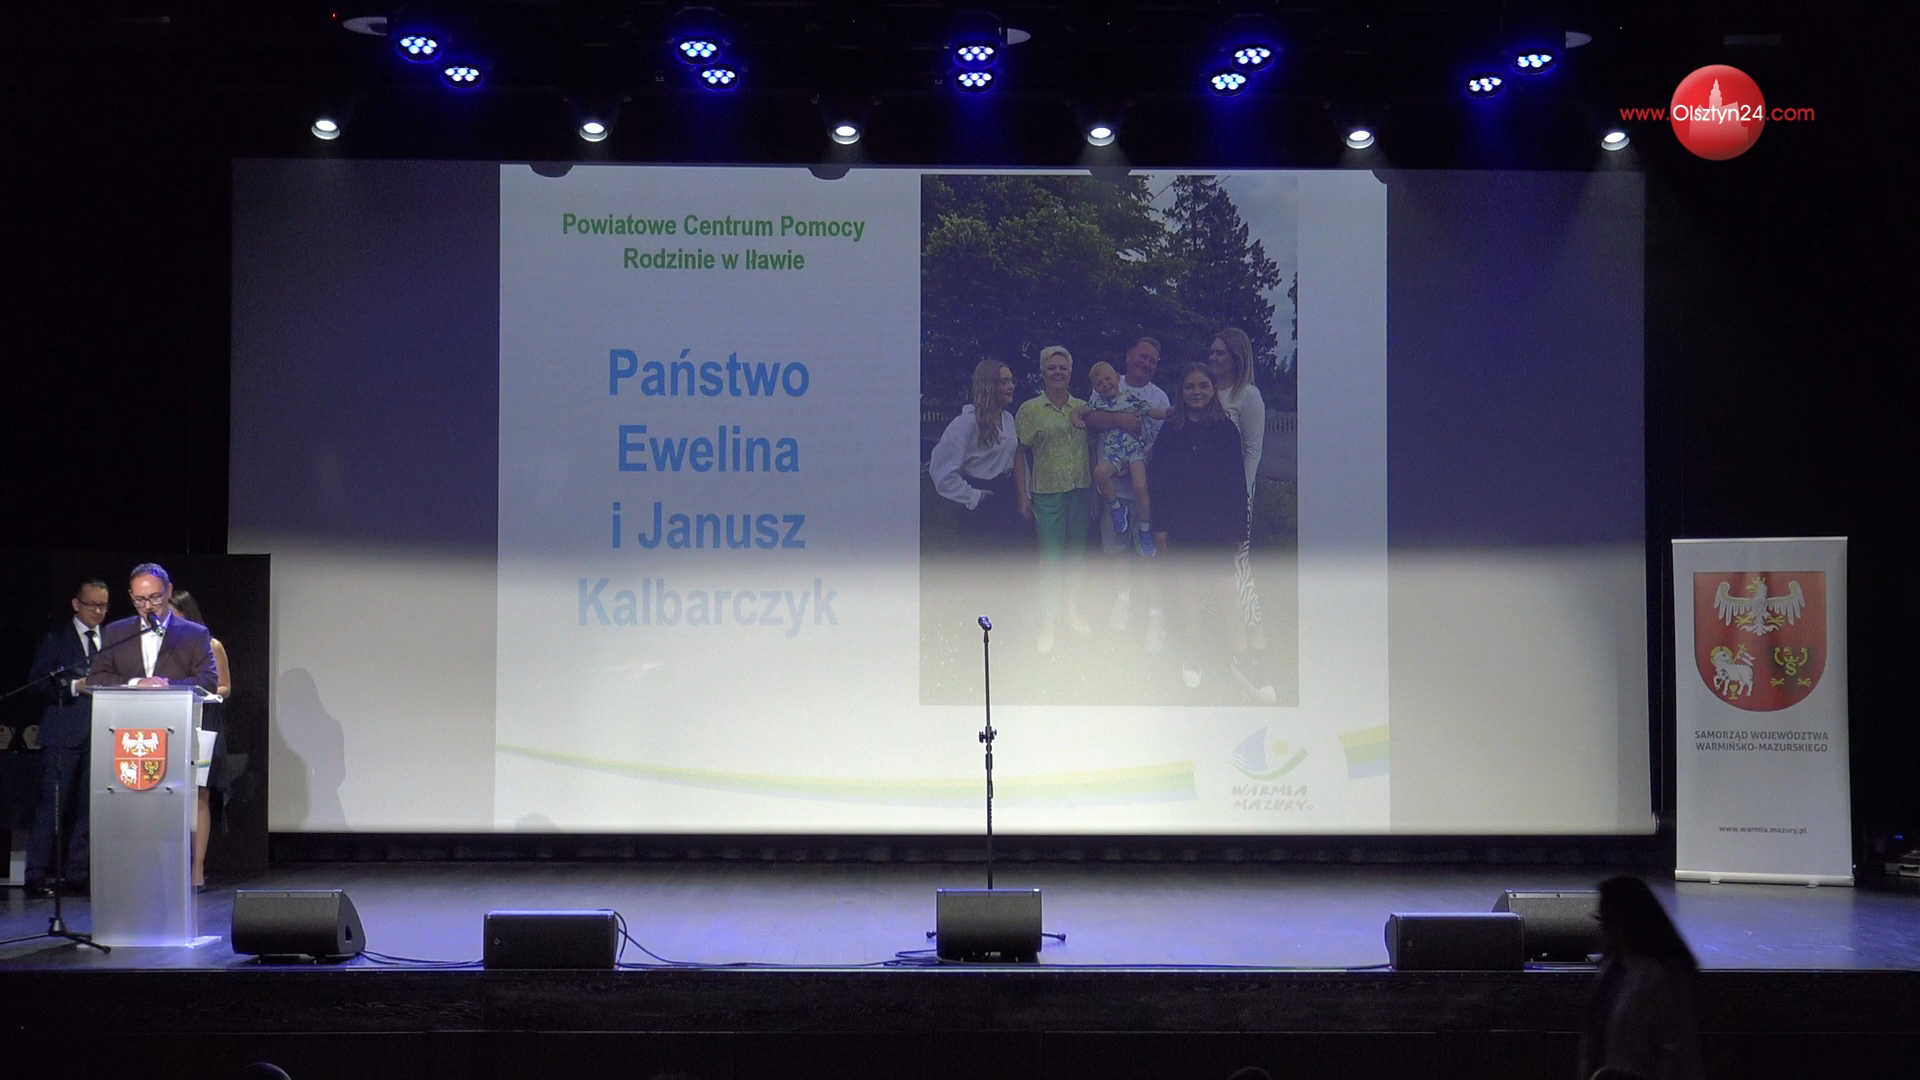 www.Olsztyn24.com
Powiatowe Centrum Pomocy
Rodzinie w Iławie
Państwo
Ewelina
i Janusz
Kalbarczyk
WARMIA
MAZURY
SAMORZĄD WOJEWÓDZTWA
WARMIŃSKO-MAZURSKIEGO
www.warmia.mazury.pl